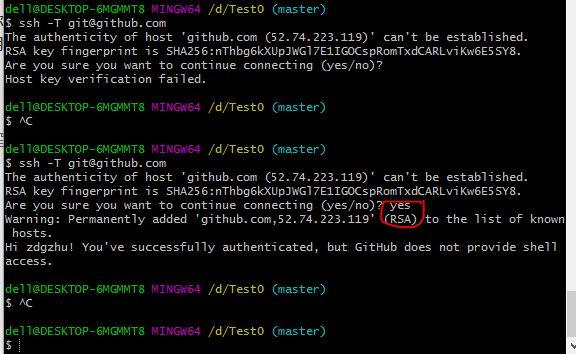 dell@DESKTOP-6MGMMT8 MINGW64 /d/Test0 (master)
$ ssh -T git@github.com
The authenticity of host 'github.com (52.74.223.119)' can't be established.
RSA key fingerprint is SHA256:nThbg6kXUpJWGl7E1IGOCspRomTxdCARLviKw6E5SY8.
Are you sure you want to continue connecting (yes/no)?
Host key verification failed.
dell@DESKTOP-6MGMMT8 MINGW64 /d/Test0 (master)
$ ^C
dell@DESKTOP-6MGMMT8 MINGW64 /d/Test0 (master)
$ ssh -T git@github.com
The authenticity of host 'github.com (52.74.223.119)' can't be established.
RSA key fingerprint is SHA256:nThbg6kXUpJWGl7E1IGOCspRomTxdCARLviKw6E5SY8.
Are you sure you want to continue connecting (yes/no)? yes
Warning: Permanently added 'github.com,52.74.223.119' (RSA) to the list of known
hosts.
Hi zdgzhu! You've successfully authenticated, but GitHub does not provide shell
access.
dell@DESKTOP-6MGMMT8 MINGW64 /d/Test0 (master)
$ ^C
dell@DESKTOP-6MGMMT8 MINGW64 /d/Test0 (master)
$